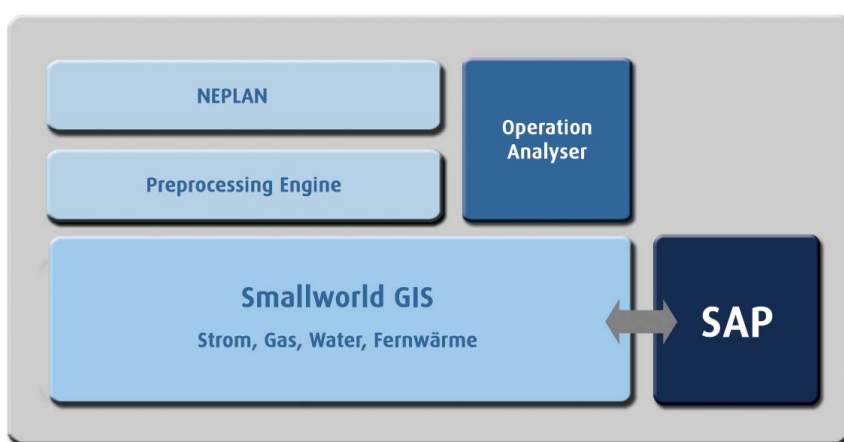 NEPLAN
Operation
Analyser
Preprocessing Engine
Smallworld GIS
Strom, Gas, Water, Fernwärme
SAP